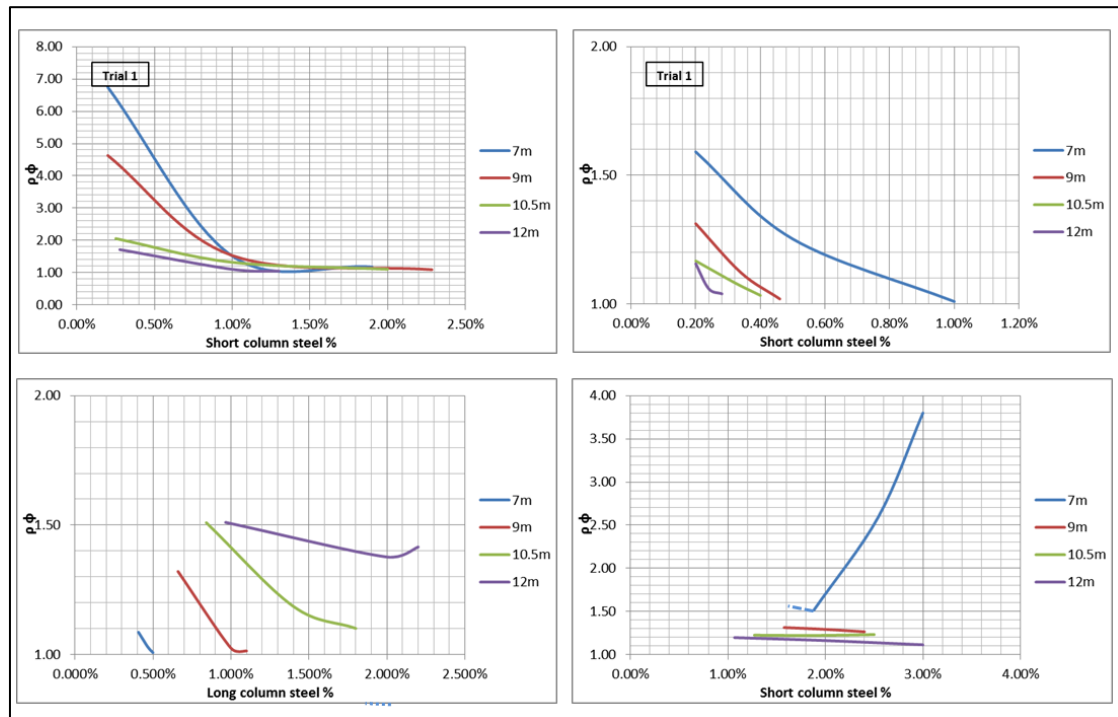 8.00
7.00
6.00
5.00
4.00
3.00
2.00
1.00
0.00
ρ_ϕ
Trial 1
0.00% 0.50% 1.00% 1.50% 2.00% 2.50%
Short column steel %
7m
9m
10.5m
12m
2.00
1.50
1.00
ρ_ϕ
Trial 1
0.00% 0.20% 0.40% 0.60% 0.80% 1.00% 1.20%
Short column steel %
7m
9m
10.5m
12m
2.00
1.50
1.00
ρ_ϕ
0.000% 0.500% 1.000% 1.500% 2.000% 2.500%
Long column steel %
7m
9m
10.5m
12m
4.00
3.50
3.00
2.50
2.00
1.50
1.00
ρ_ϕ
0.00% 1.00% 2.00% 3.00% 4.00%
Short column steel %
7m
9m
10.5m
12m